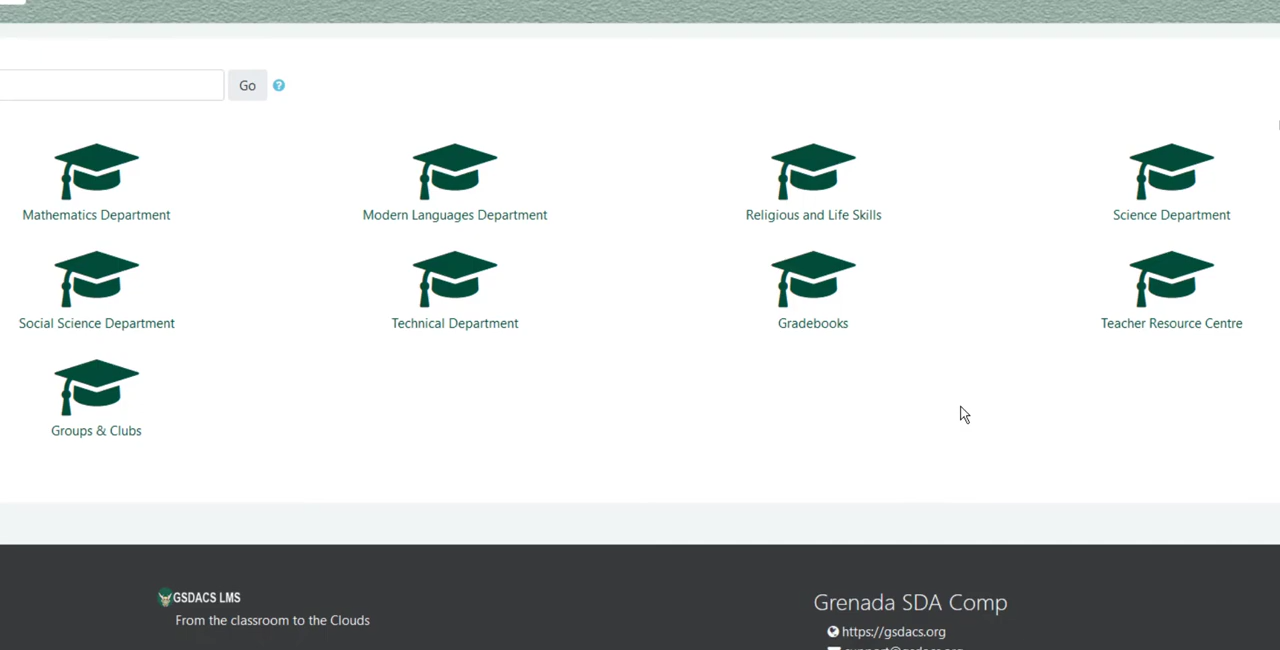 Go
Mathematics Department
Modern Languages Department
Religious and Life Skills
Science Department
Social Science Department
Technical Department
Gradebooks
Teacher Resource Centre
Groups & Clubs
GSDACS LMS
From the classroom to the Clouds
Grenada SDA Comp
https://gsdacs.org